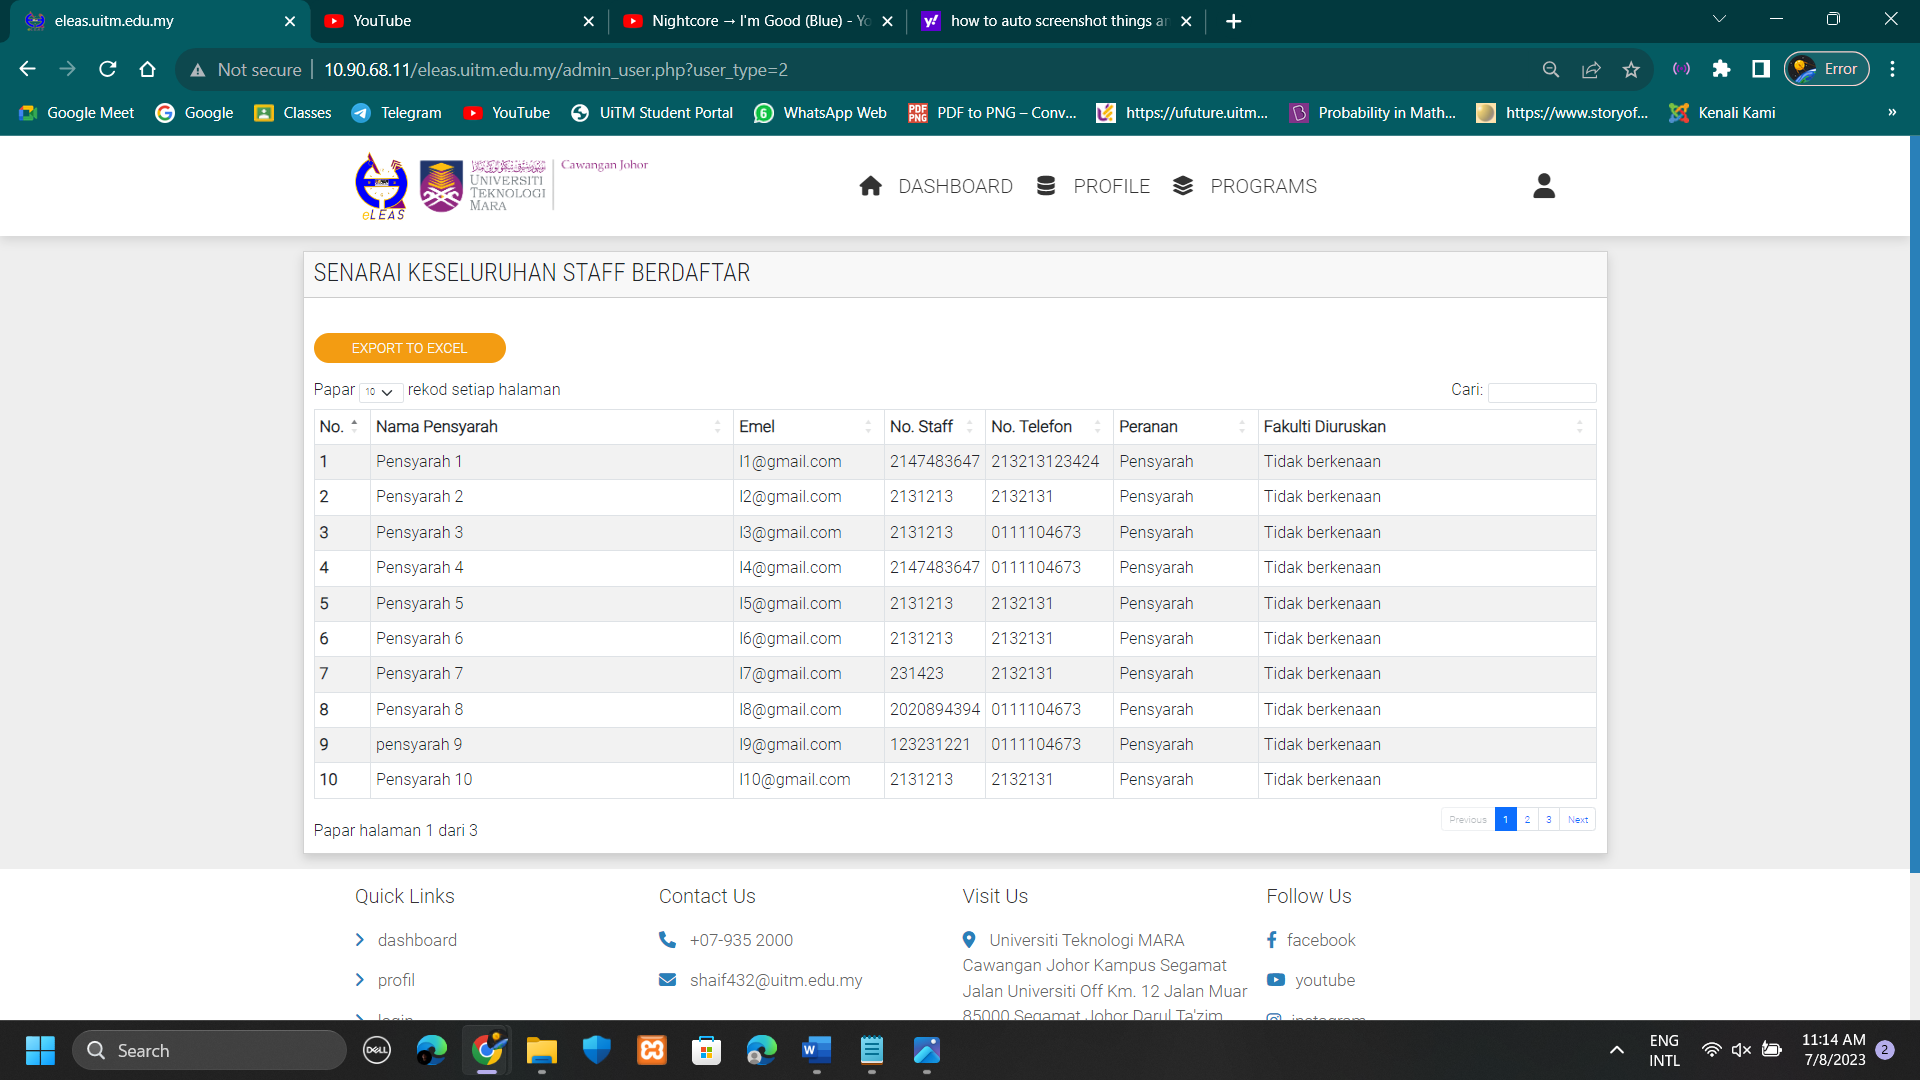 eleas.uitm.edu.my
YouTube
Nightcore → I'm Good (Blue) - Yo
how to auto screenshot things an
Not secure
10.90.68.11/eleas.uitm.edu.my/admin_user.php?user_type=2
Error
Google Meet
Google
Classes
Telegram
YouTube
UiTM Student Portal
WhatsApp Web
PDF to PNG – Conv...
https://ufuture.uitm...
Probability in Math...
https://www.storyof...
Kenali Kami
»
eLEAS
UNIVERSITI
TEKNOLOGI
MARA
Cawangan Johor
DASHBOARD
PROFILE
PROGRAMS
SENARAI KESELURUHAN STAFF BERDAFTAR
EXPORT TO EXCEL
Papar 10 rekod setiap halaman
Cari:
No. Nama Pensyarah Emel No. Staff No. Telefon Peranan Fakulti Diuruskan
1 Pensyarah 1 l1@gmail.com 2147483647 213213123424 Pensyarah Tidak berkenaan
2 Pensyarah 2 l2@gmail.com 2131213 2132131 Pensyarah Tidak berkenaan
3 Pensyarah 3 l3@gmail.com 2131213 0111104673 Pensyarah Tidak berkenaan
4 Pensyarah 4 l4@gmail.com 2147483647 0111104673 Pensyarah Tidak berkenaan
5 Pensyarah 5 l5@gmail.com 2131213 2132131 Pensyarah Tidak berkenaan
6 Pensyarah 6 l6@gmail.com 2131213 2132131 Pensyarah Tidak berkenaan
7 Pensyarah 7 l7@gmail.com 231423 2132131 Pensyarah Tidak berkenaan
8 Pensyarah 8 l8@gmail.com 2020894394 0111104673 Pensyarah Tidak berkenaan
9 pensyarah 9 l9@gmail.com 123231221 0111104673 Pensyarah Tidak berkenaan
10 Pensyarah 10 l10@gmail.com 2131213 2132131 Pensyarah Tidak berkenaan
Papar halaman 1 dari 3
Previous 1 2 3 Next
Quick Links
dashboard
profil
login
Contact Us
+07-935 2000
shaif432@uitm.edu.my
Visit Us
Universiti Teknologi MARA
Cawangan Johor Kampus Segamat
Jalan Universiti Off Km. 12 Jalan Muar
85000 Segamat Johor Darul Ta'zim
Follow Us
facebook
youtube
instagram
Search
DELL
ENG
INTL
11:14 AM
7/8/2023
2